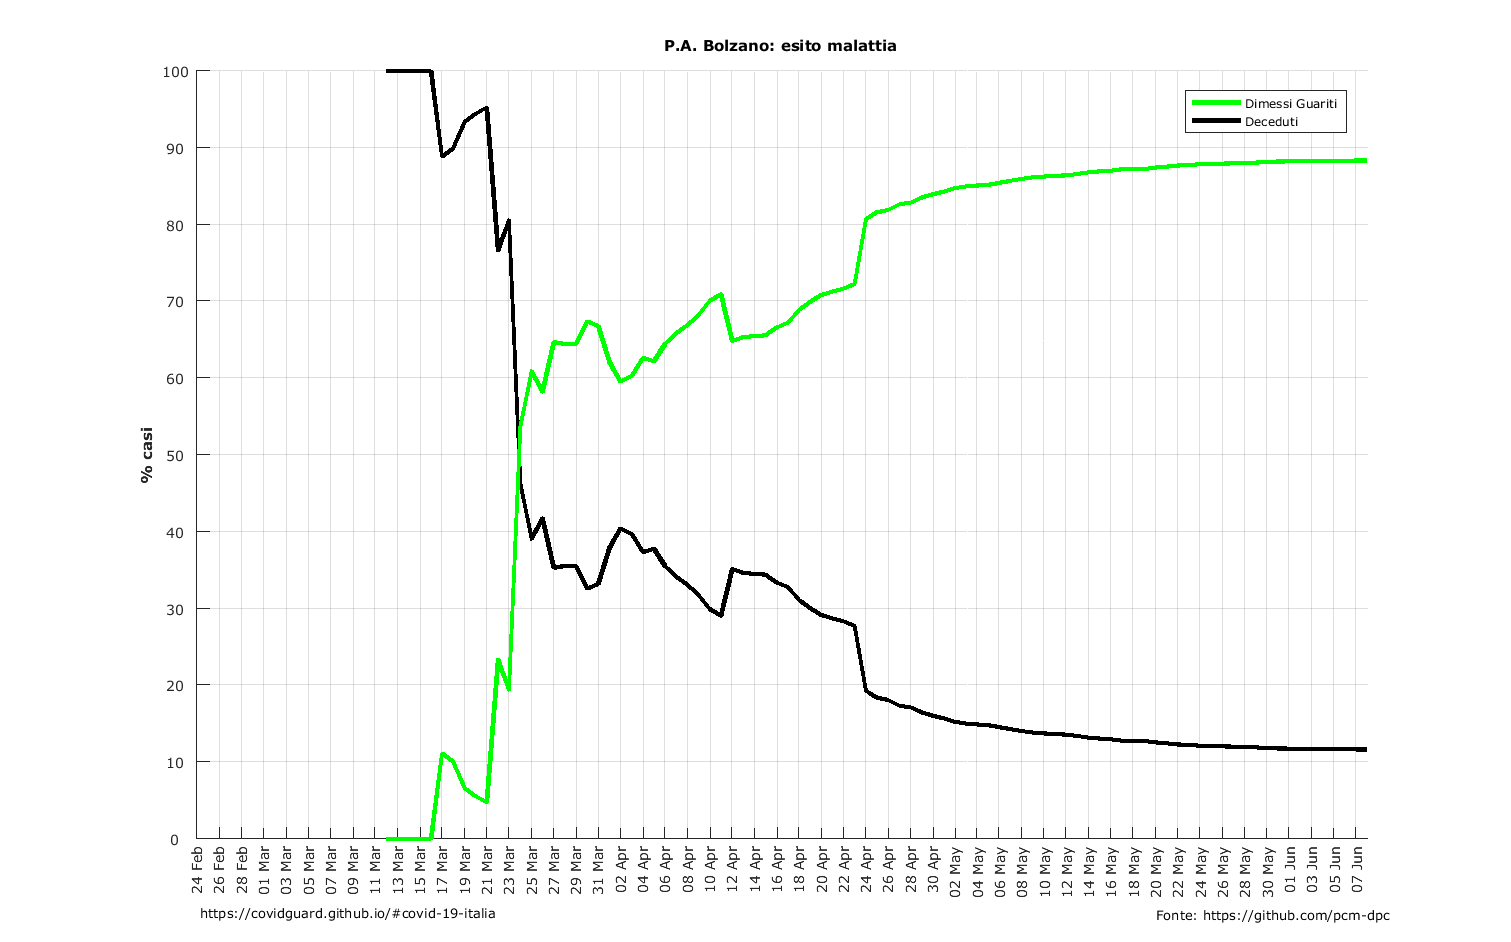 P.A. Bolzano: esito malattia
Dimessi Guariti
Deceduti
% casi
100
90
80
70
60
50
40
30
20
10
0
24 Feb
26 Feb
28 Feb
01 Mar
03 Mar
05 Mar
07 Mar
09 Mar
11 Mar
13 Mar
15 Mar
17 Mar
19 Mar
21 Mar
23 Mar
25 Mar
27 Mar
29 Mar
31 Mar
02 Apr
04 Apr
06 Apr
08 Apr
10 Apr
12 Apr
14 Apr
16 Apr
18 Apr
20 Apr
22 Apr
24 Apr
26 Apr
28 Apr
30 Apr
02 May
04 May
06 May
08 May
10 May
12 May
14 May
16 May
18 May
20 May
22 May
24 May
26 May
28 May
30 May
01 Jun
03 Jun
05 Jun
07 Jun
https://covidguard.github.io/#covid-19-italia
Fonte: https://github.com/pcm-dpc